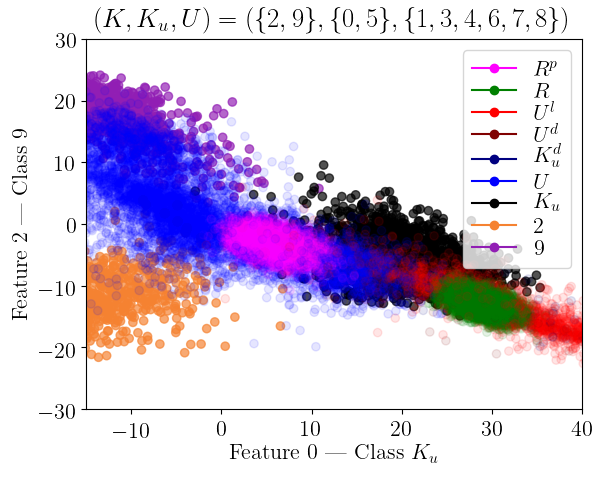 (K, K_u, U) = ({2, 9}, {0, 5}, {1, 3, 4, 6, 7, 8})
30
20
10
0
−10
−20
−30
Feature 2 — Class 9
R^p
R
U^l
U^d
K_u^d
U
K_u
2
9
−10
0
10
20
30
40
Feature 0 — Class K_u